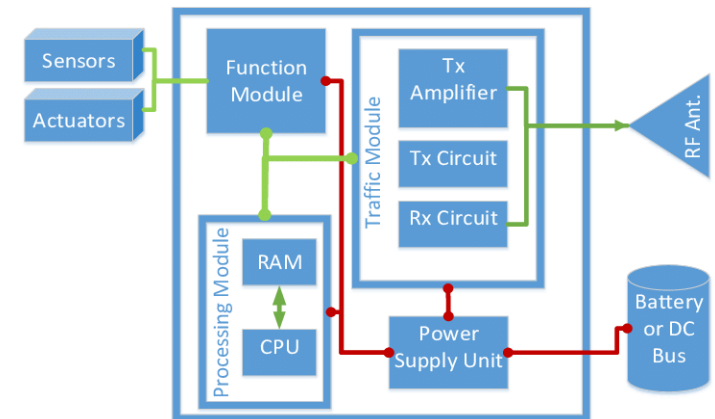 Sensors
Actuators
Function
Module
Processing Module
RAM
CPU
Traffic Module
Tx
Amplifier
Tx Circuit
Rx Circuit
Power
Supply Unit
RF Ant.
Battery
or DC
Bus